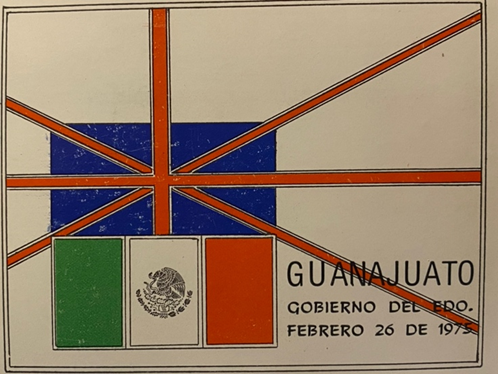 GUANAJUATO
GOBIERNO DEL EDO.
FEBRERO 26 DE 1975